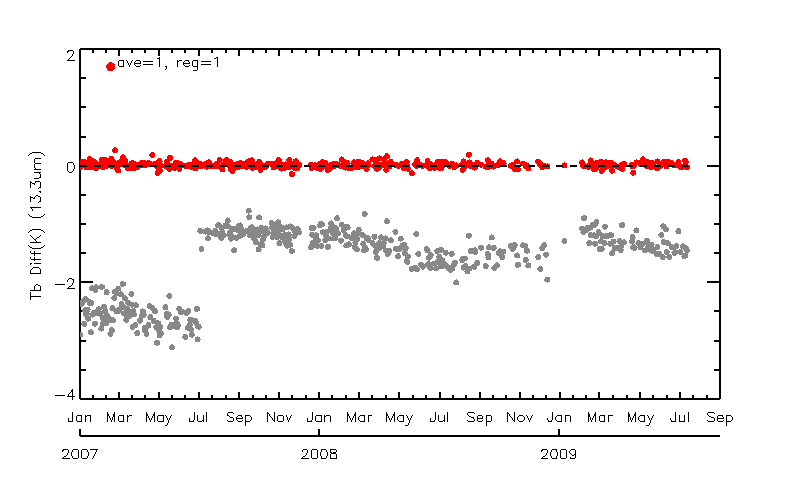 2
ave=1, reg=1
0
-2
-4
Tb Diff(K) (13.3um)
Jan Mar May Jul Sep Nov Jan Mar May Jul Sep Nov Jan Mar May Jul Sep
2007 2008 2009